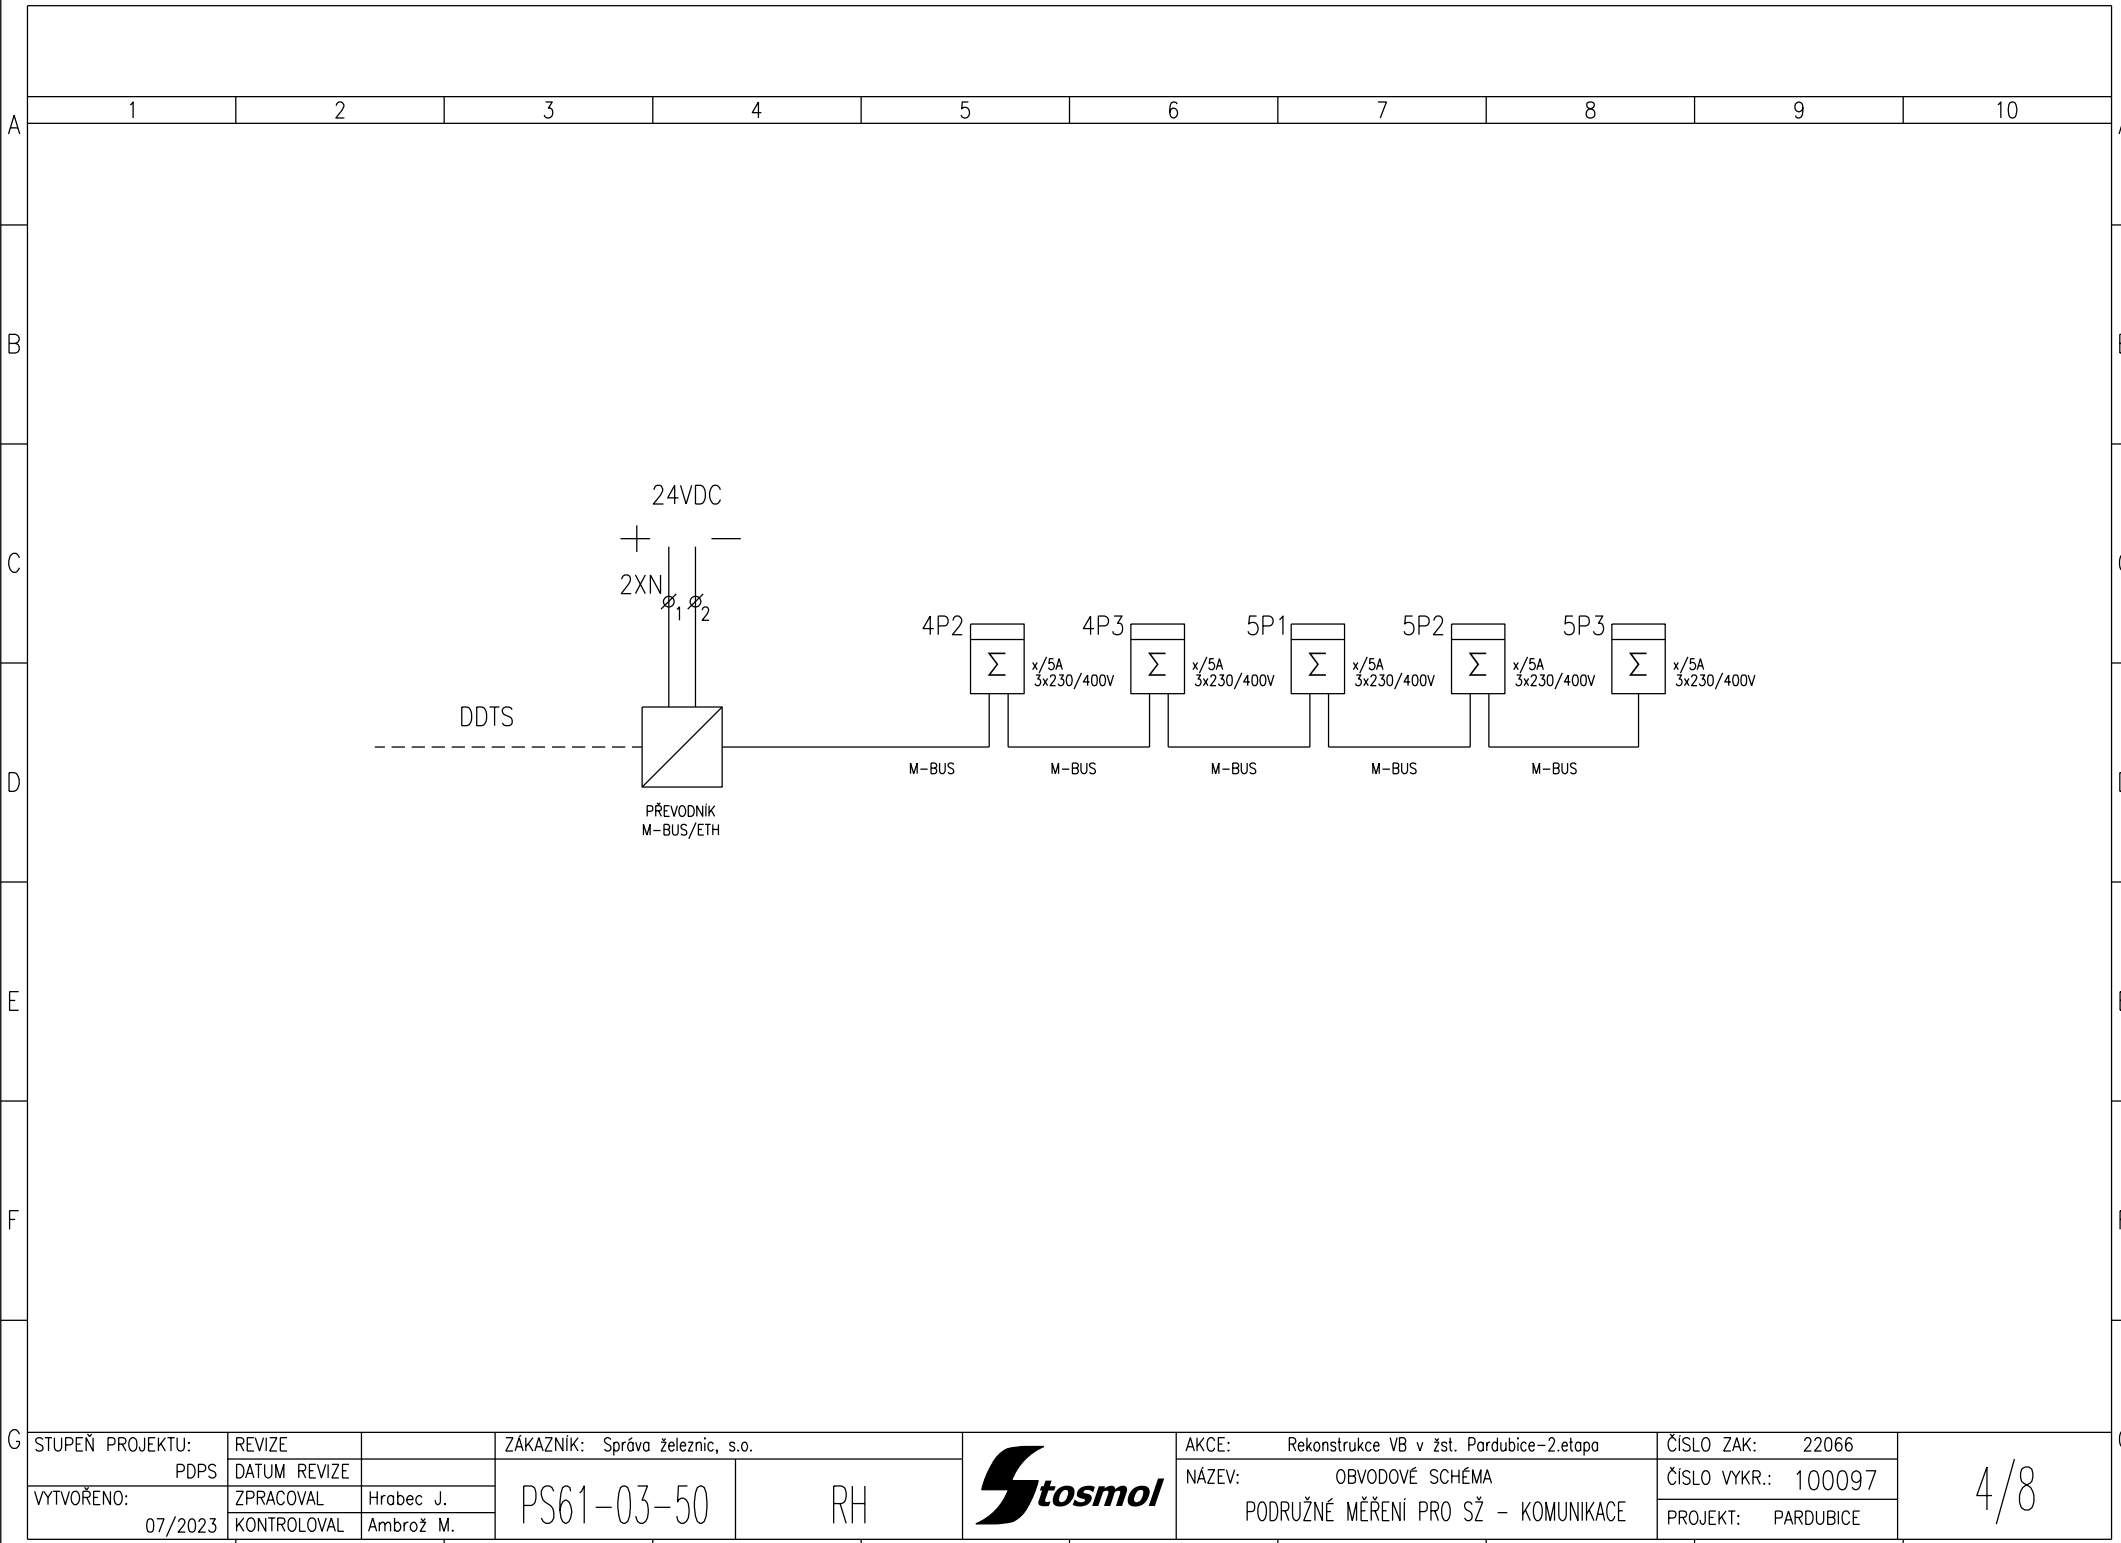 1 2 3 4 5 6 7 8 9 10
A
B
C
D
E
F
G
24VDC
+ −
2XN
1 2
4P2 4P3 5P1 5P2 5P3
Σ Σ Σ Σ Σ
x/5A x/5A x/5A x/5A x/5A
3x230/400V 3x230/400V 3x230/400V 3x230/400V 3x230/400V
DDTS
M-BUS M-BUS M-BUS M-BUS M-BUS
PŘEVODNÍK
M-BUS/ETH
STUPEŇ PROJEKTU:
PDPS
VYTVOŘENO:
07/2023
REVIZE
DATUM REVIZE
ZPRACOVAL Hrabec J.
KONTROLOVAL Ambrož M.
ZÁKAZNÍK: Správa železnic, s.o.
PS61-03-50 RH
Stosmol
AKCE: Rekonstrukce VB v žst. Pardubice-2.etapa
NÁZEV: OBVODOVÉ SCHÉMA
PODRUŽNÉ MĚŘENÍ PRO SŽ - KOMUNIKACE
ČÍSLO ZAK: 22066
ČÍSLO VYKR.: 100097
PROJEKT: PARDUBICE
4/8